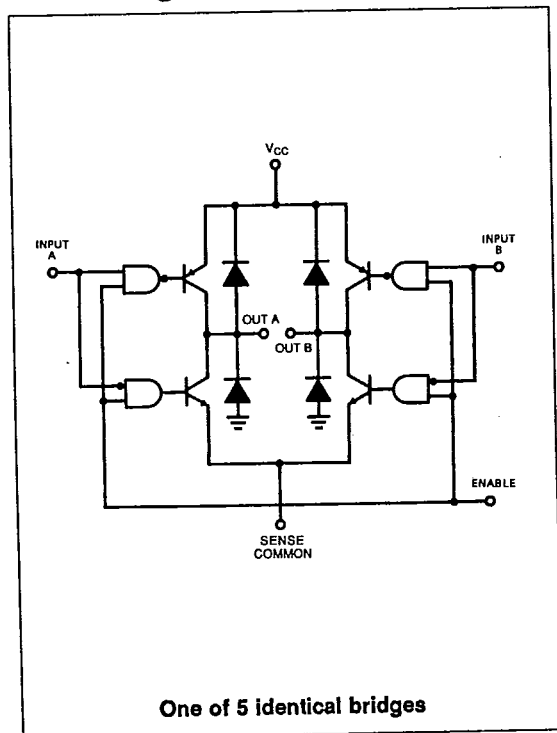 VCC
INPUT
A
INPUT
B
OUT A
OUT B
ENABLE
SENSE
COMMON
One of 5 identical bridges